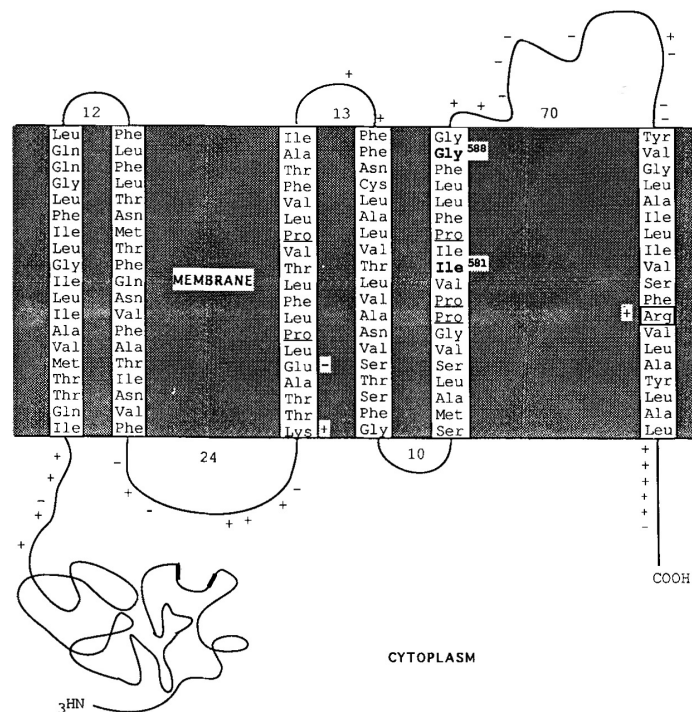 12
13
70
Leu
Gln
Gln
Gly
Leu
Phe
Ile
Leu
Gly
Ile
Leu
Ile
Ala
Val
Met
Thr
Thr
Gln
Ile
Phe
Leu
Phe
Leu
Thr
Asn
Met
Thr
Phe
Gln
Asn
Val
Phe
Ala
Thr
Ile
Asn
Val
Phe
MEMBRANE
Ile
Ala
Thr
Phe
Val
Leu
Pro
Val
Thr
Leu
Phe
Leu
Pro
Leu
Glu -
Ala
Thr
Thr
Lys +
Phe
Phe
Asn
Cys
Leu
Ala
Leu
Val
Thr
Leu
Val
Ala
Asn
Val
Ser
Thr
Ser
Phe
Gly
Gly
Gly 588
Phe
Leu
Leu
Phe
Pro
Ile
Ile 581
Val
Pro
Pro
Gly
Val
Ser
Leu
Ala
Met
Ser
Tyr
Val
Gly
Leu
Ala
Ile
Leu
Ile
Val
Ser
Phe
+ Arg
Val
Leu
Ala
Tyr
Leu
Ala
Leu
24
10
COOH
CYTOPLASM
3HN